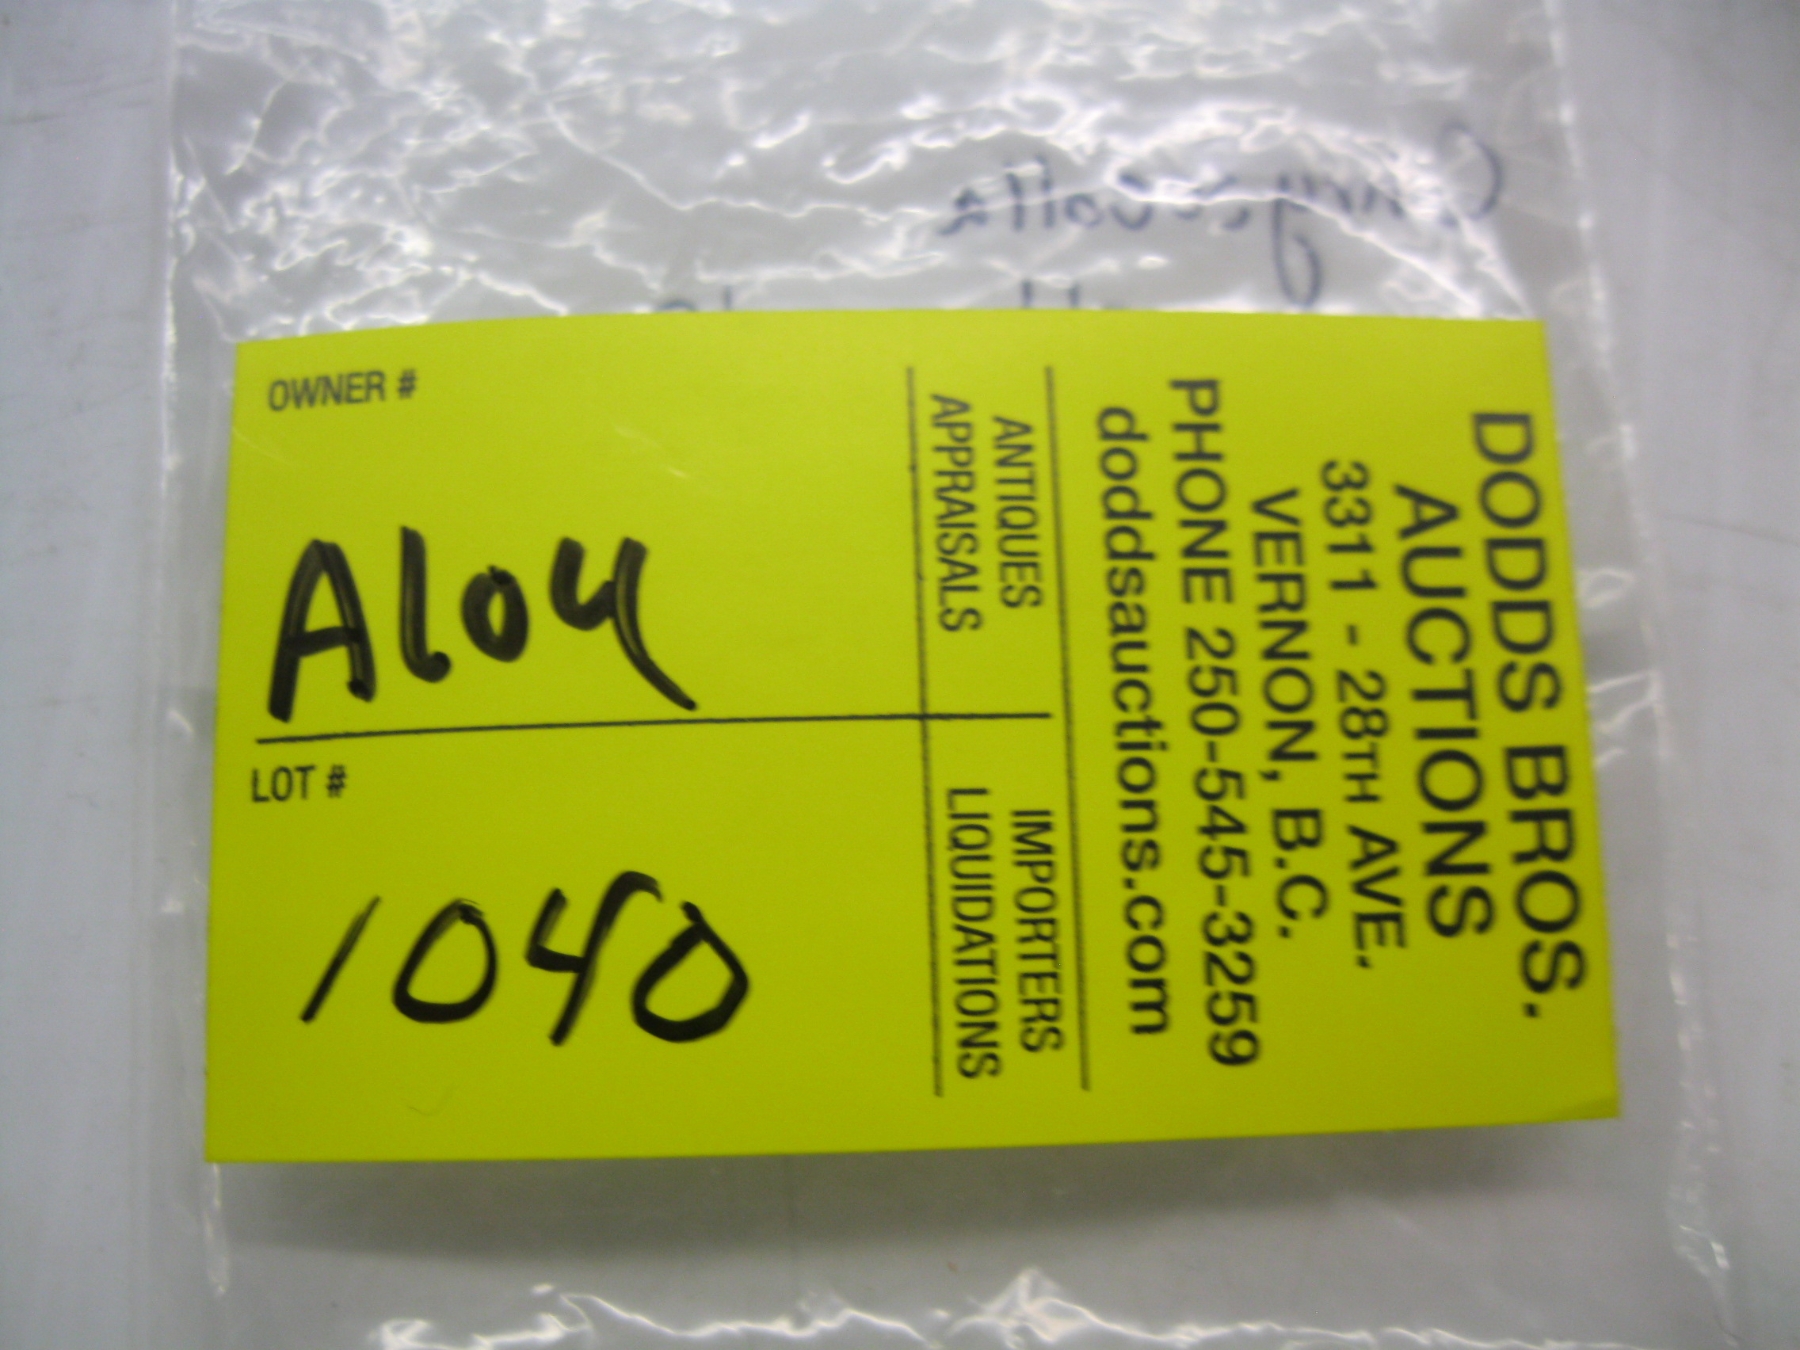 Chrysocolla
OWNER #
A104
LOT #
1040
ANTIQUES
APPRAISALS
IMPORTERS
LIQUIDATIONS
DODDS BROS.
AUCTIONS
3311 - 28TH AVE.
VERNON, B.C.
PHONE 250-545-3259
doddsauctions.com